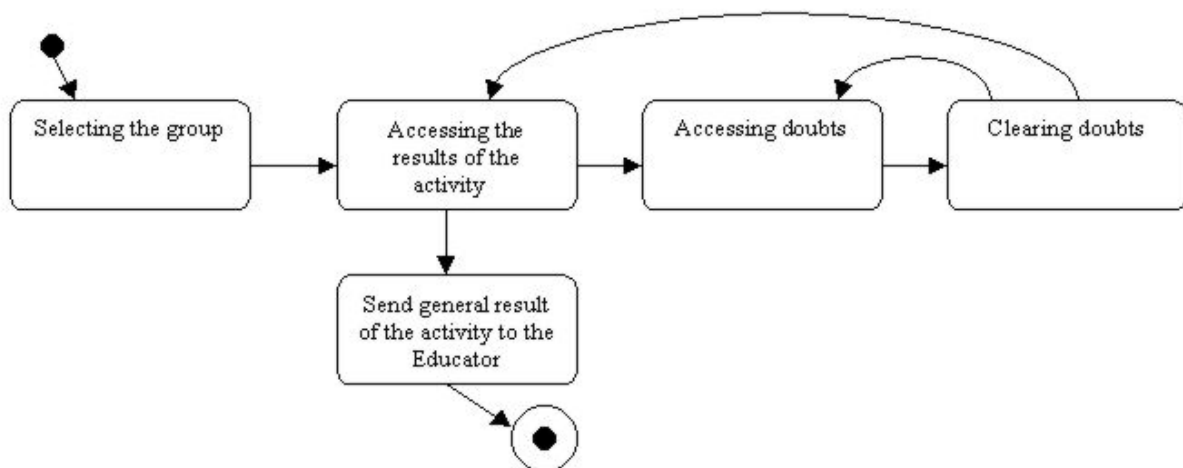 Selecting the group
Accessing the
results of the
activity
Accessing doubts
Clearing doubts
Send general result
of the activity to the
Educator